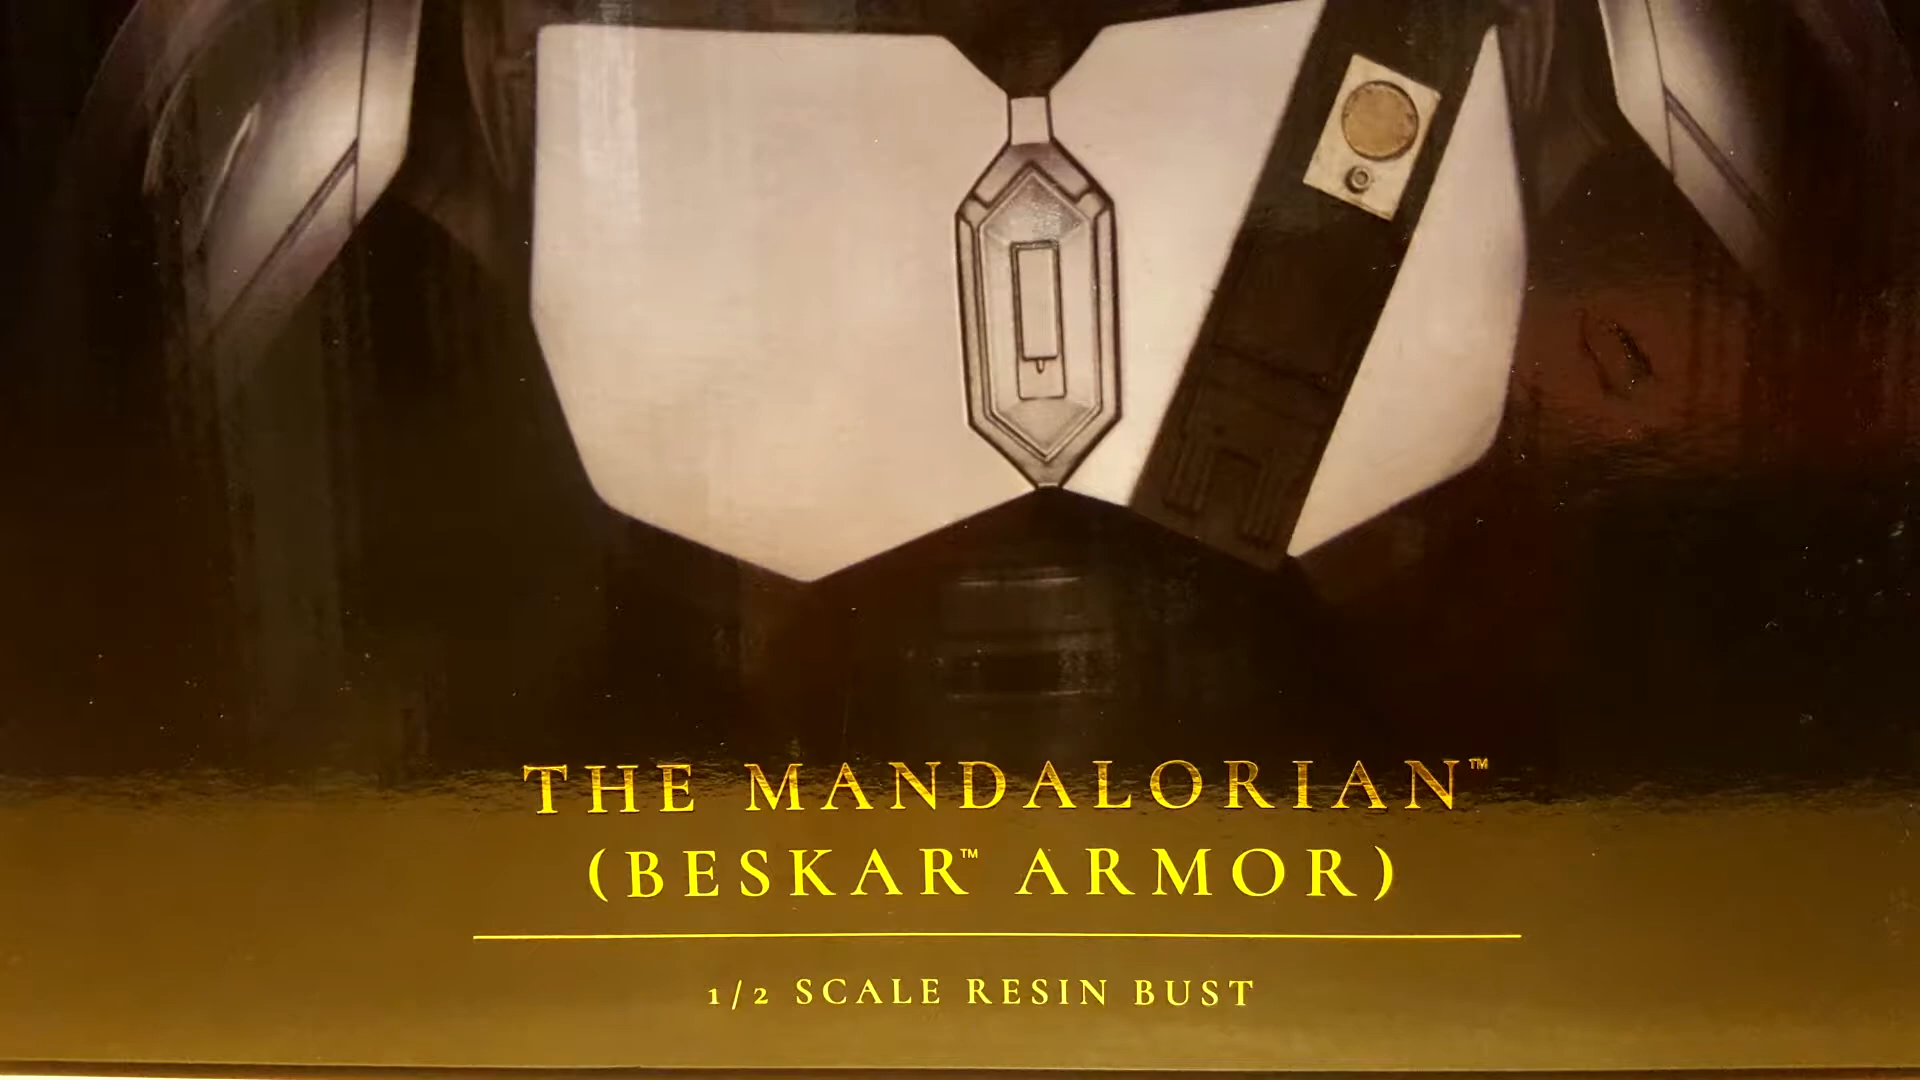 THE MANDALORIAN™
(BESKAR™ ARMOR)
1/2 SCALE RESIN BUST